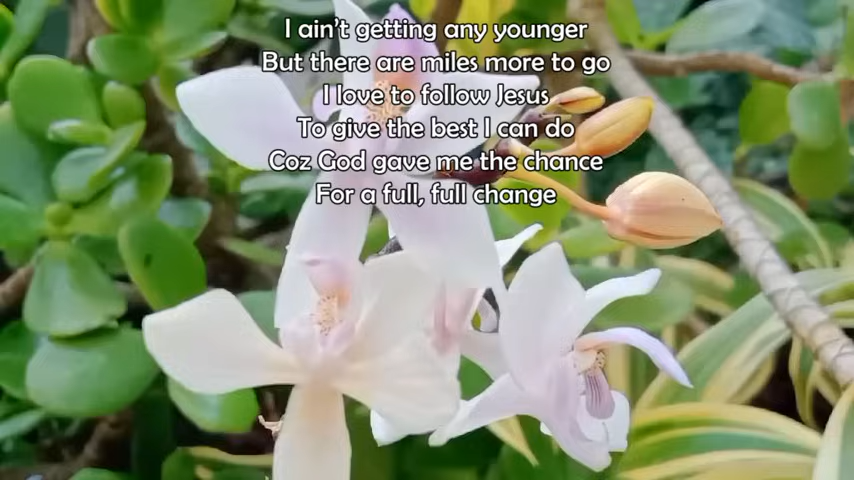 I ain't getting any younger
But there are miles more to go
I love to follow Jesus
To give the best I can do
Coz God gave me the chance
For a full, full change